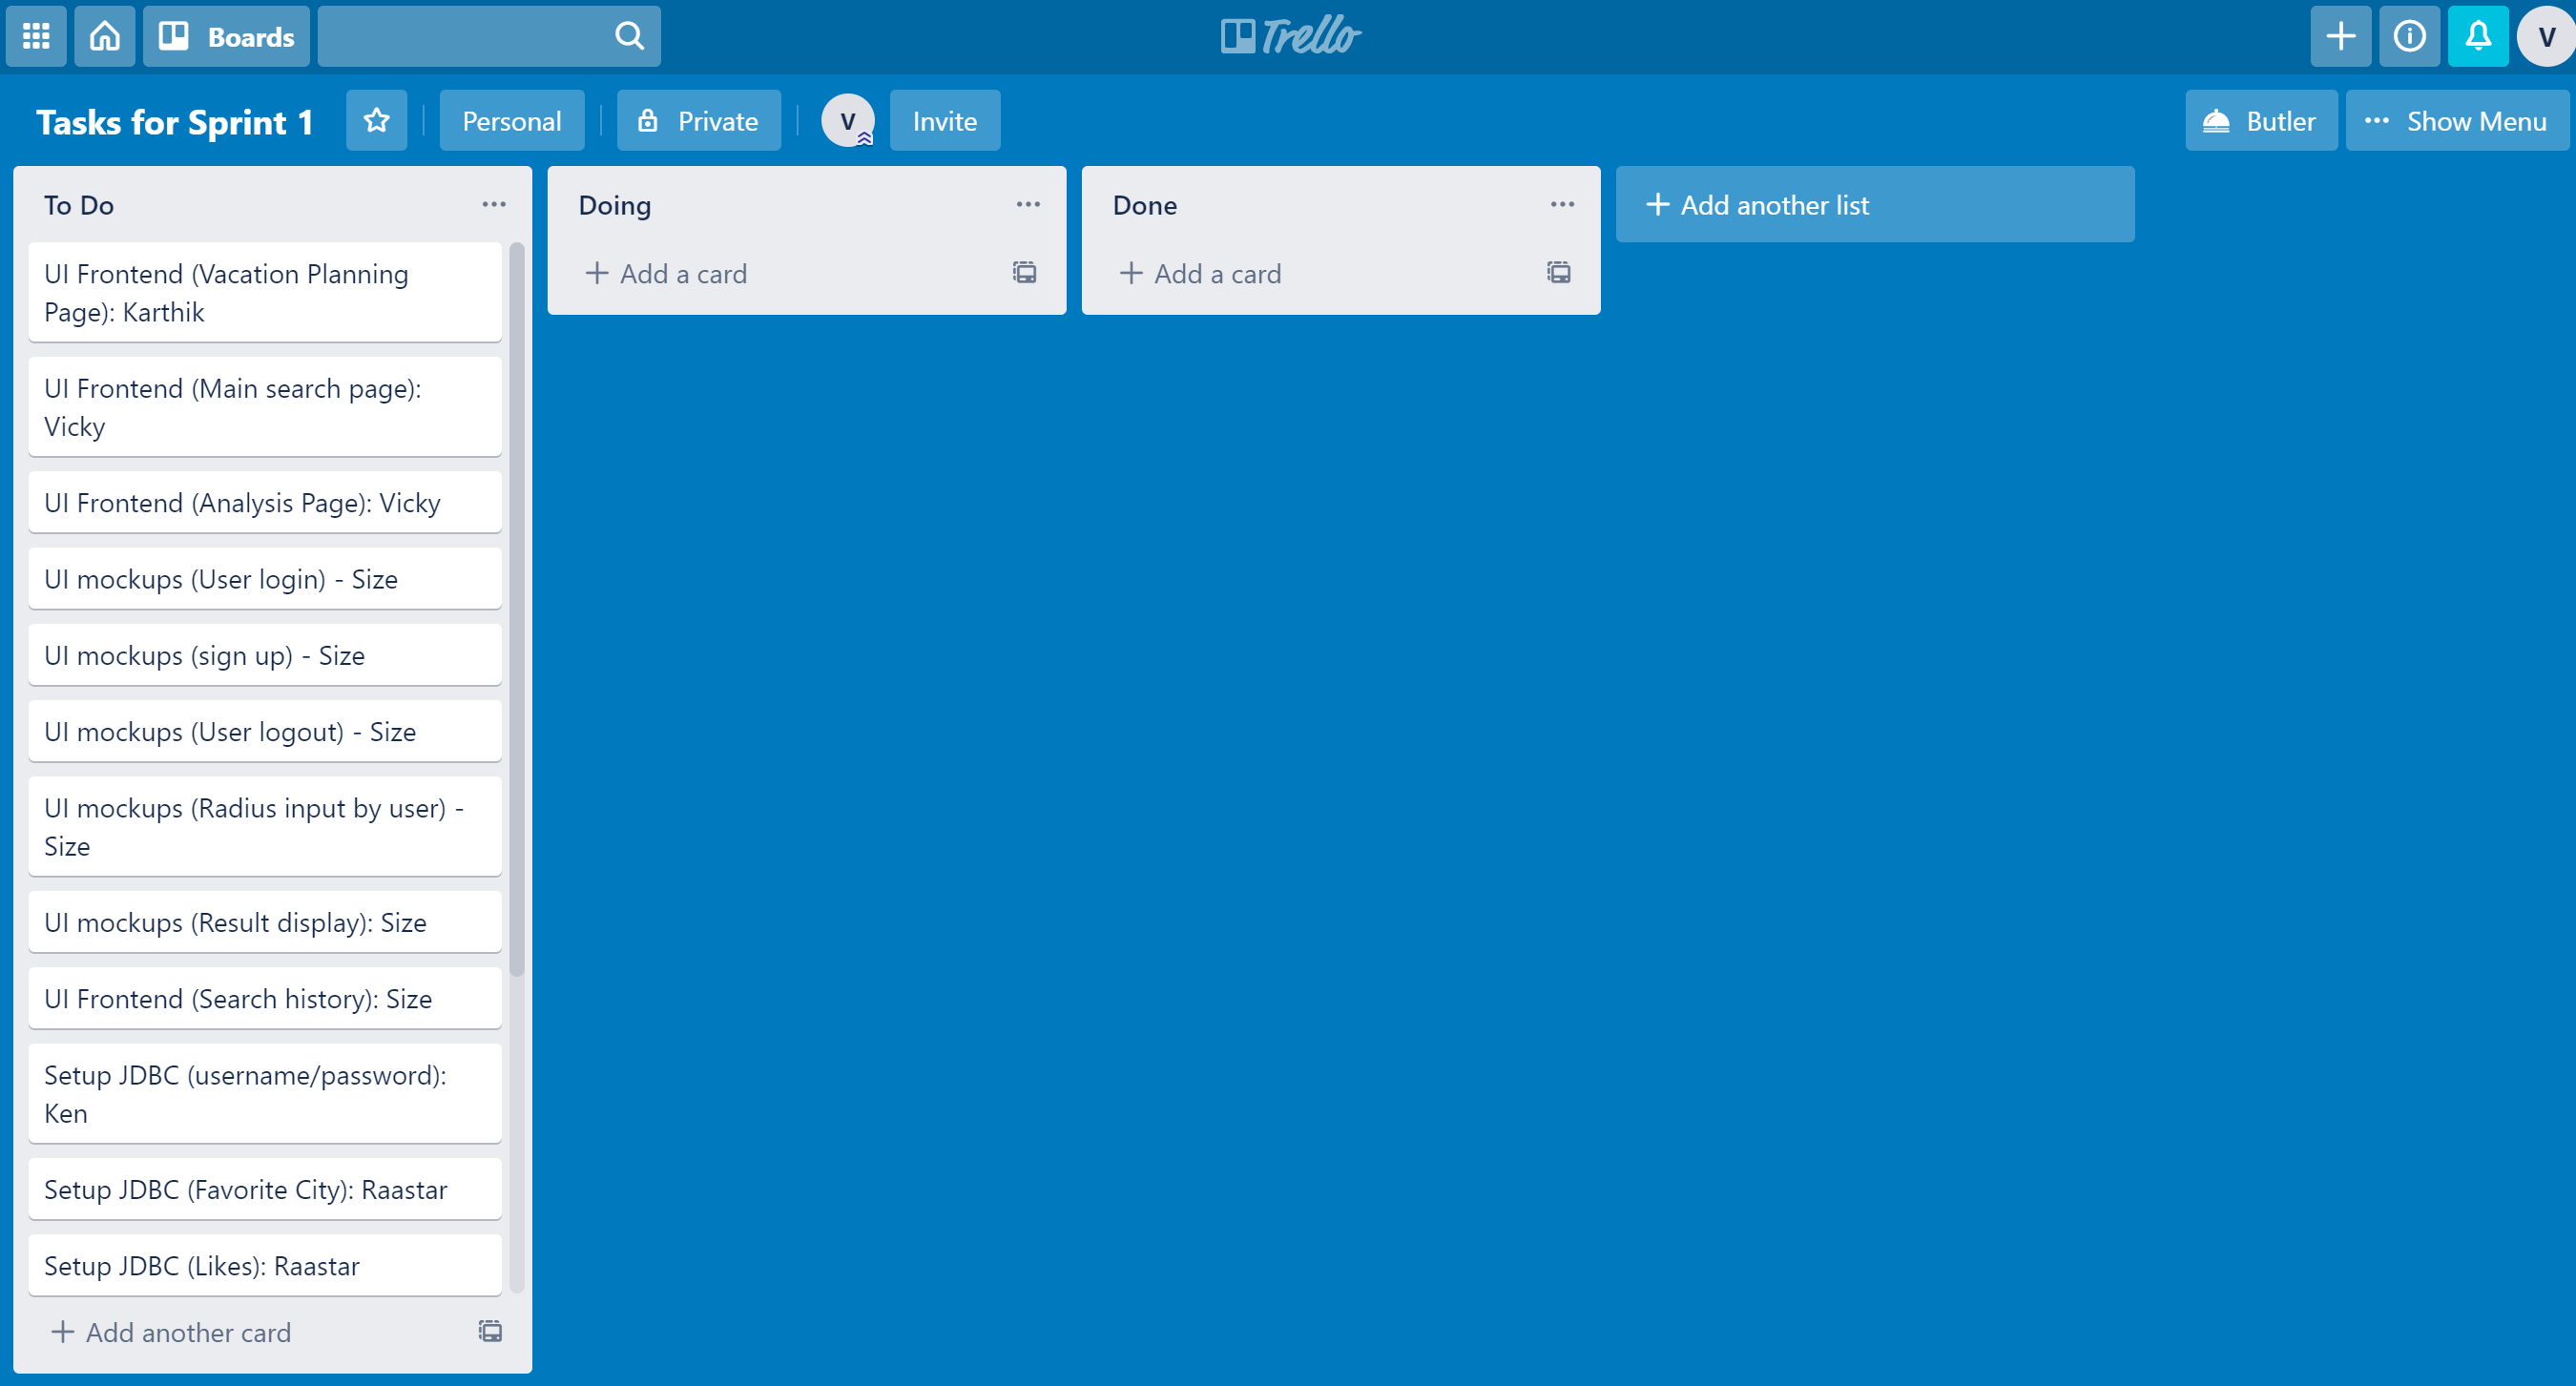 Boards
Trello
V
Tasks for Sprint 1
Personal
Private
V
Invite
Butler
Show Menu
To Do
UI Frontend (Vacation Planning
Page): Karthik
UI Frontend (Main search page):
Vicky
UI Frontend (Analysis Page): Vicky
UI mockups (User login) - Size
UI mockups (sign up) - Size
UI mockups (User logout) - Size
UI mockups (Radius input by user) -
Size
UI mockups (Result display): Size
UI Frontend (Search history): Size
Setup JDBC (username/password):
Ken
Setup JDBC (Favorite City): Raastar
Setup JDBC (Likes): Raastar
Add another card
Doing
Add a card
Done
Add a card
Add another list